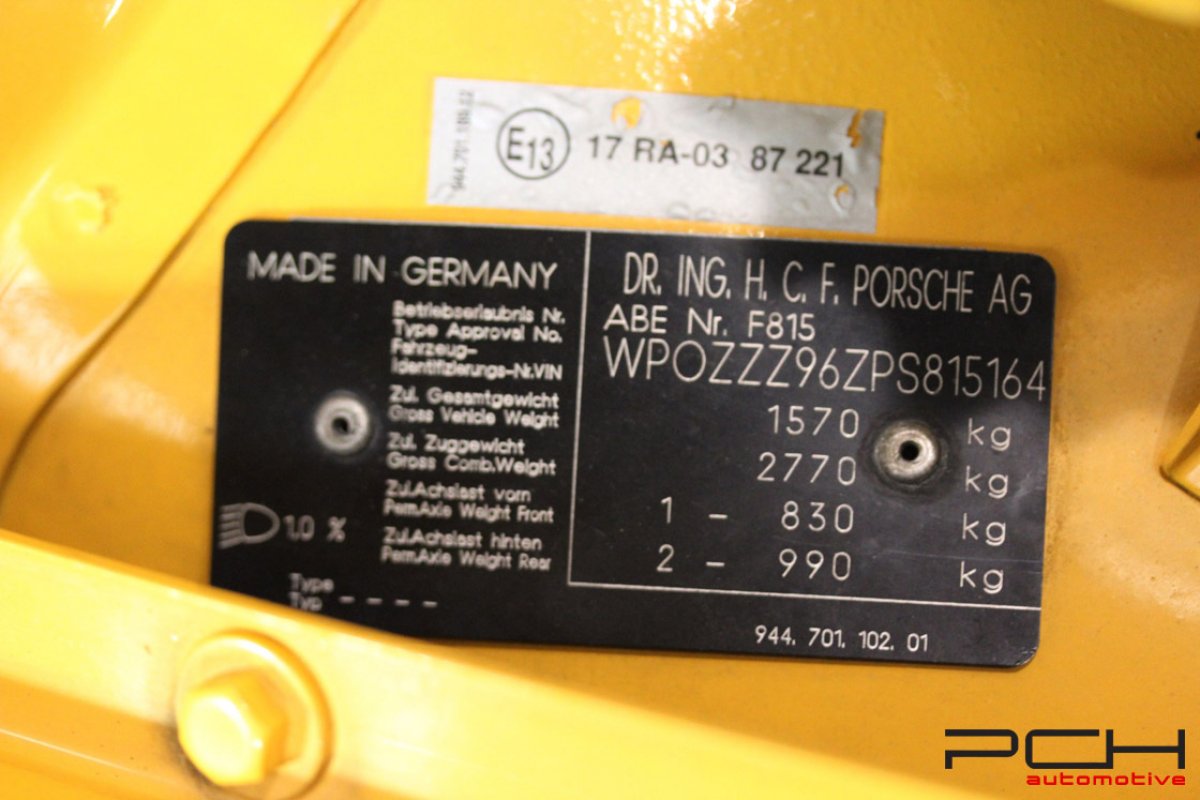 944.701.180.02
E13 17 RA-03 87 221
MADE IN GERMANY
Betriebserlaubnis Nr.
Type Approval No.
Fahrzeug-
Identifizierungs-Nr.VIN
Zul. Gesamtgewicht
Gross Vehicle Weight
Zul. Zuggewicht
Gross Comb.Weight
Zul.Achslast vorn
Perm.Axle Weight Front
Zul.Achslast hinten
Perm.Axle Weight Rear
1.0 %
Type
Typ - - - -
DR. ING. H. C. F. PORSCHE AG
ABE Nr. F815
WPOZZZ96ZPS815164
1570 kg
2770 kg
1 - 830 kg
2 - 990 kg
944. 701. 102. 01
PCH
automotive